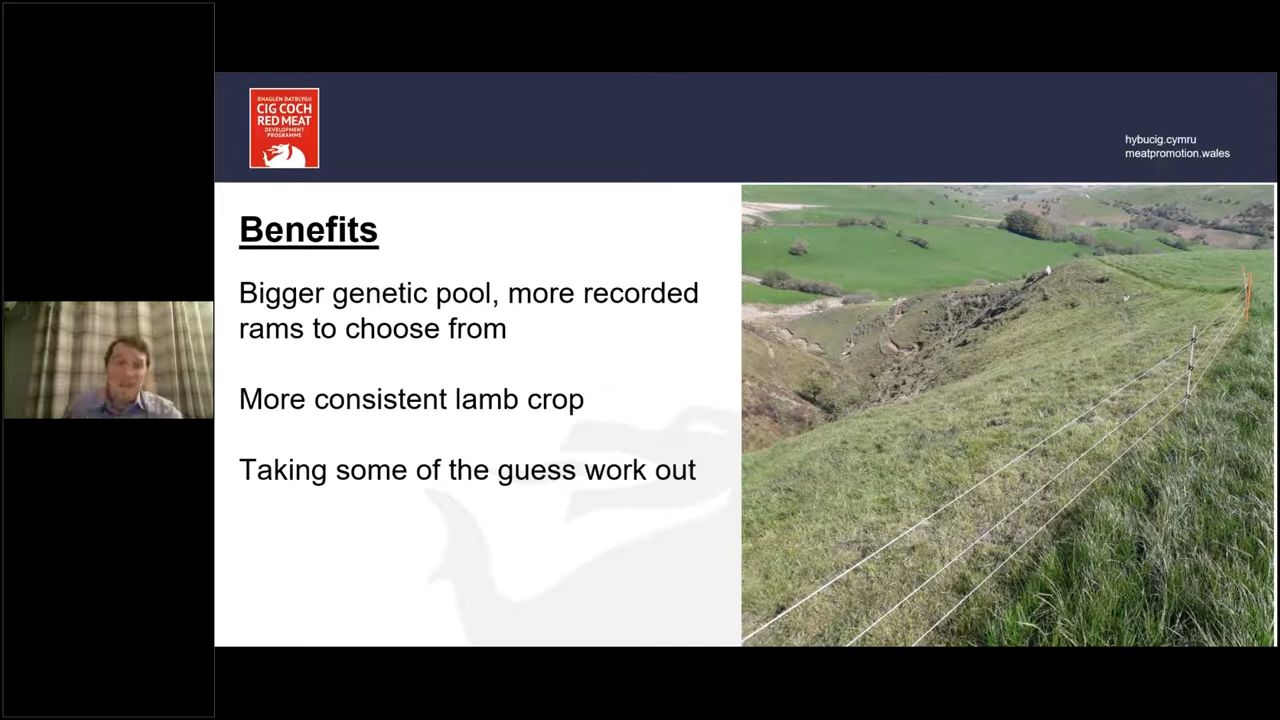 RHAGLEN DATBLYGU
CIG COCH
RED MEAT
DEVELOPMENT
PROGRAMME
hybucig.cymru
meatpromotion.wales
Benefits
Bigger genetic pool, more recorded
rams to choose from
More consistent lamb crop
Taking some of the guess work out